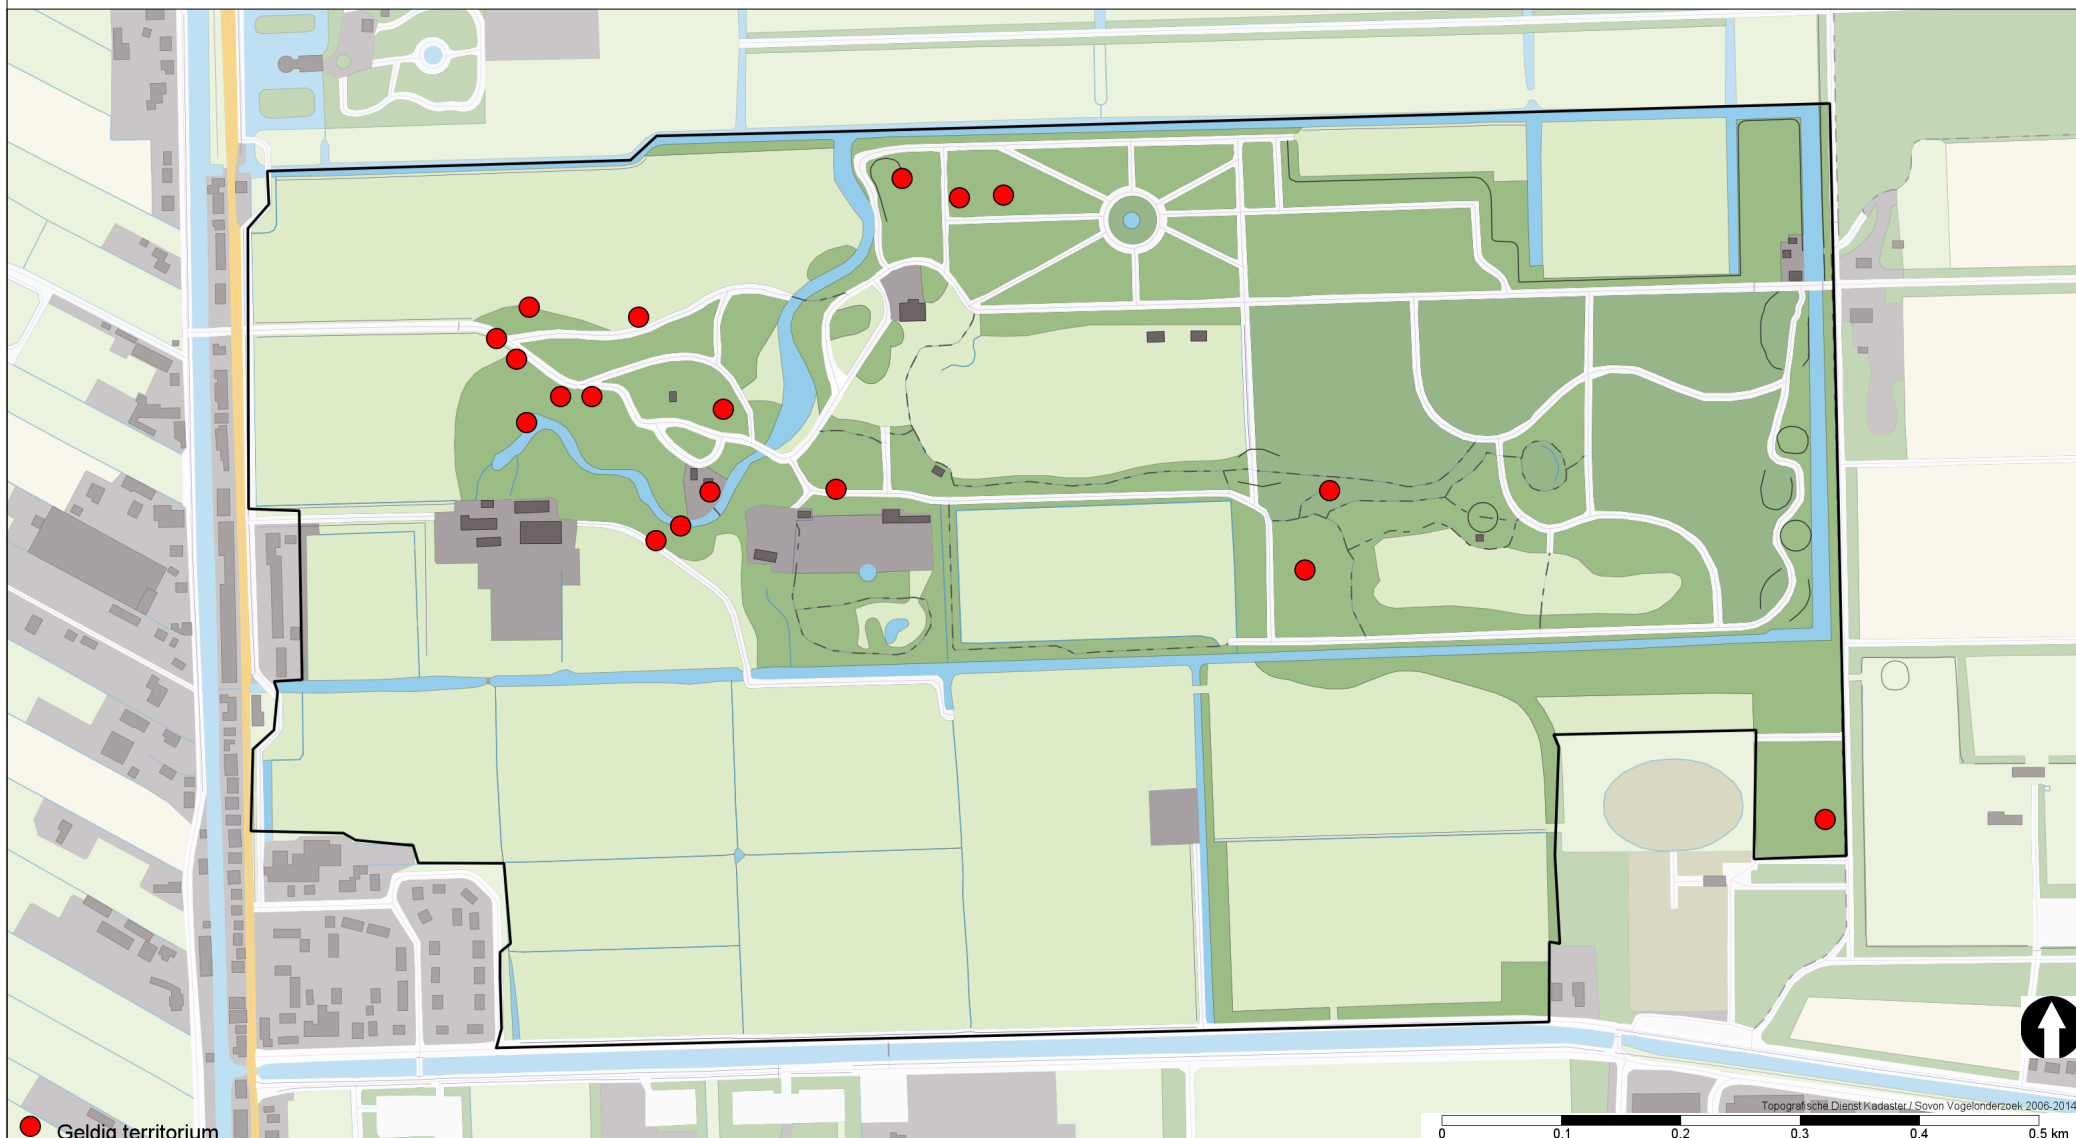 Topografische Dienst Kadaster / Sovon Vogelonderzoek 2006-2014
Geldig territorium
0 0.1 0.2 0.3 0.4 0.5 km